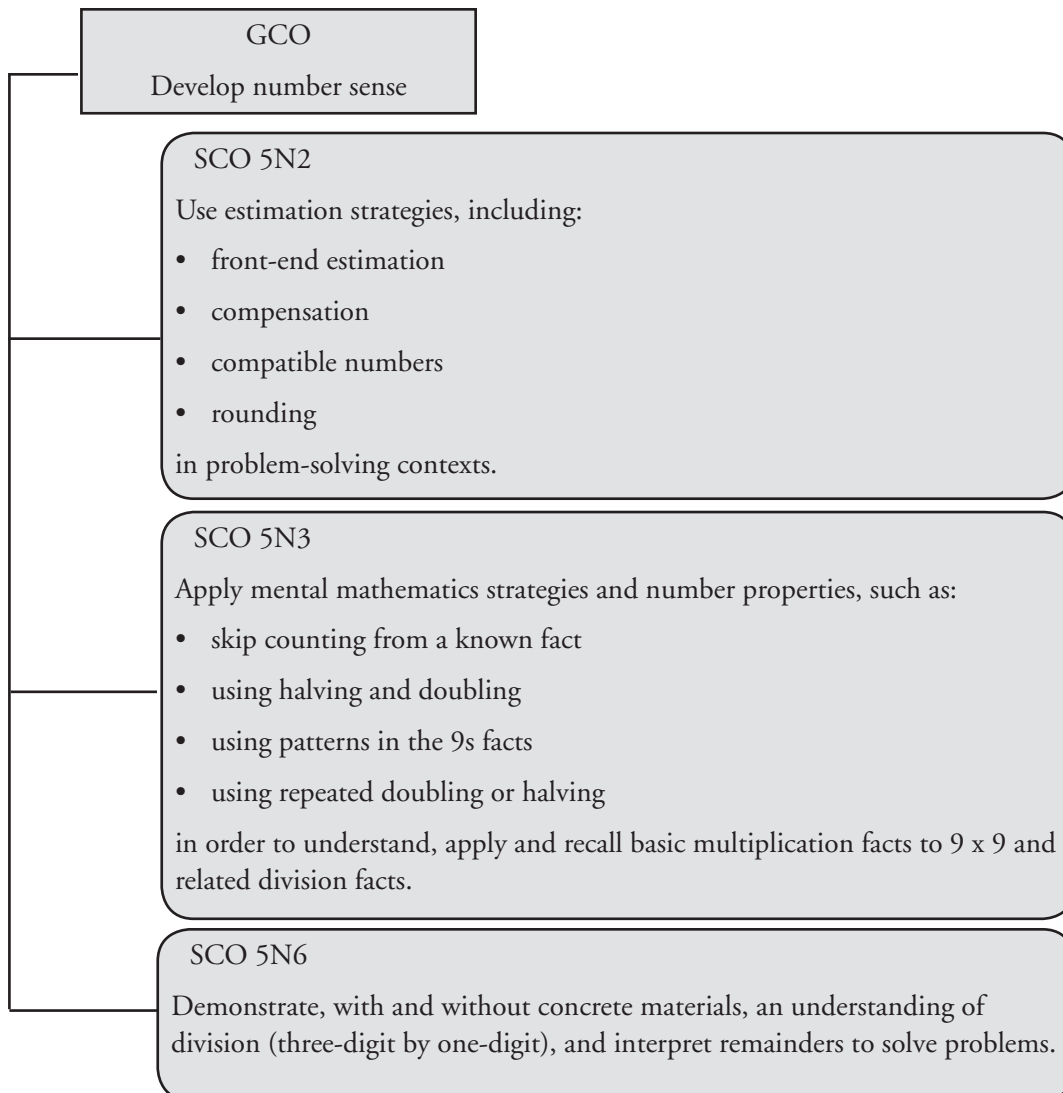 GCO
Develop number sense
SCO 5N2
Use estimation strategies, including:
• front-end estimation
• compensation
• compatible numbers
• rounding
in problem-solving contexts.
SCO 5N3
Apply mental mathematics strategies and number properties, such as:
• skip counting from a known fact
• using halving and doubling
• using patterns in the 9s facts
• using repeated doubling or halving
in order to understand, apply and recall basic multiplication facts to 9 x 9 and
related division facts.
SCO 5N6
Demonstrate, with and without concrete materials, an understanding of
division (three-digit by one-digit), and interpret remainders to solve problems.